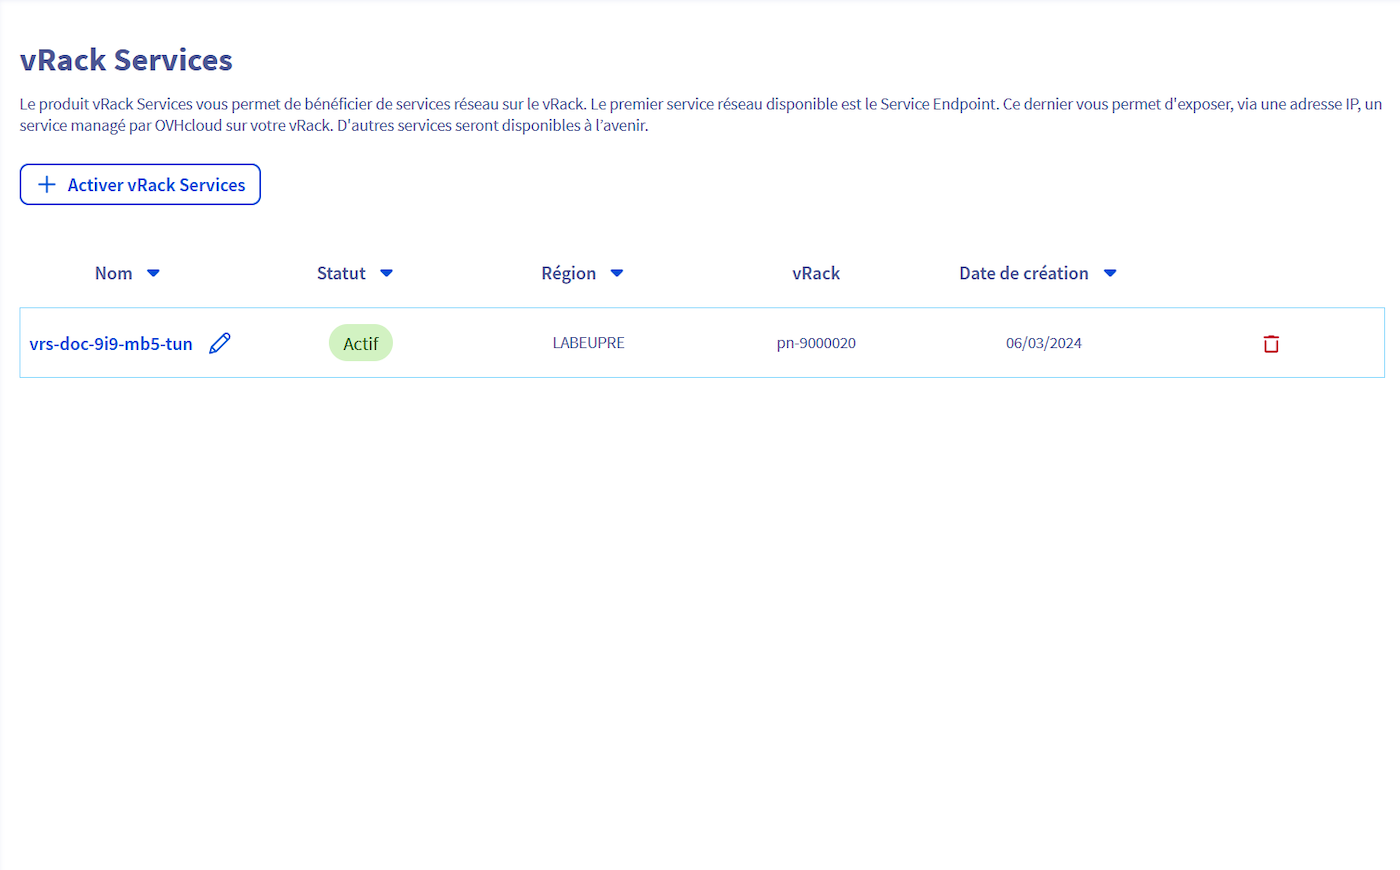 vRack Services
Le produit vRack Services vous permet de bénéficier de services réseau sur le vRack. Le premier service réseau disponible est le Service Endpoint. Ce dernier vous permet d'exposer, via une adresse IP, un
service managé par OVHcloud sur votre vRack. D'autres services seront disponibles à l’avenir.
Activer vRack Services
Nom Statut Région vRack Date de création
vrs-doc-9i9-mb5-tun Actif LABEUPRE pn-9000020 06/03/2024